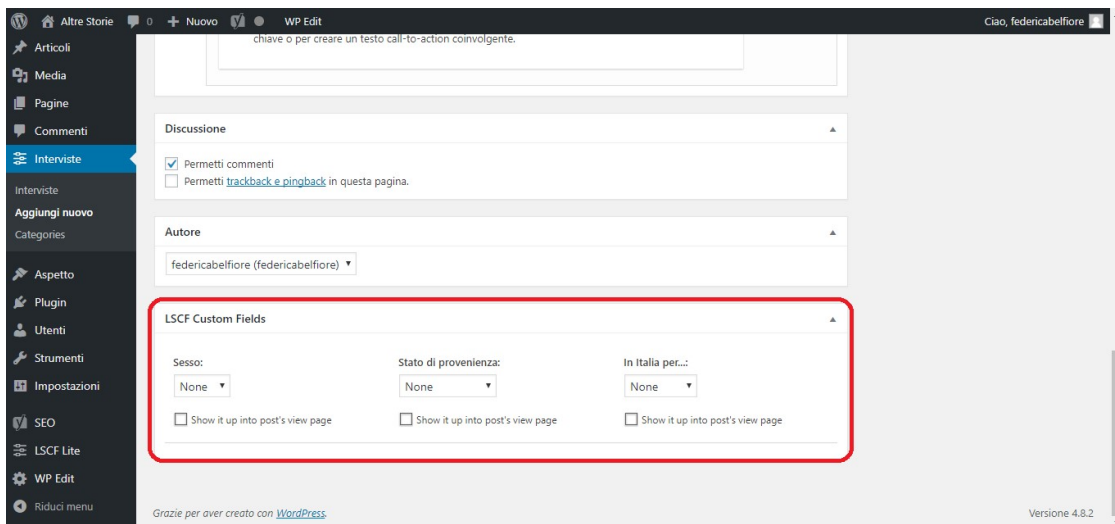 Altre Storie 0 + Nuovo WP Edit Ciao, federicabelfiore
Articoli
Media
Pagine
Commenti
Interviste
Interviste
Aggiungi nuovo
Categories
Aspetto
Plugin
Utenti
Strumenti
Impostazioni
SEO
LSCF Lite
WP Edit
Riduci menu
chiave o per creare un testo call-to-action coinvolgente.
Discussione
Permetti commenti
Permetti trackback e pingback in questa pagina.
Autore
federicabelfiore (federicabelfiore)
LSCF Custom Fields
Sesso: Stato di provenienza: In Italia per...:
None None None
Show it up into post's view page Show it up into post's view page Show it up into post's view page
Grazie per aver creato con WordPress. Versione 4.8.2